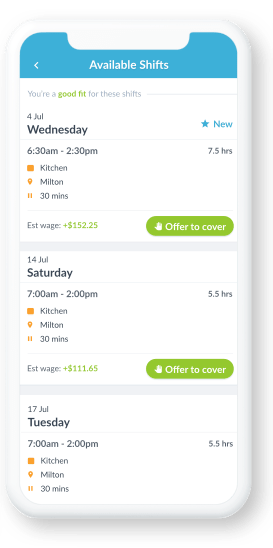 Available Shifts
You're a good fit for these shifts
4 Jul
Wednesday
New
6:30am - 2:30pm
7.5 hrs
Kitchen
Milton
30 mins
Est wage: +$152.25
Offer to cover
14 Jul
Saturday
7:00am - 2:00pm
5.5 hrs
Kitchen
Milton
30 mins
Est wage: +$111.65
Offer to cover
17 Jul
Tuesday
7:00am - 2:00pm
5.5 hrs
Kitchen
Milton
30 mins